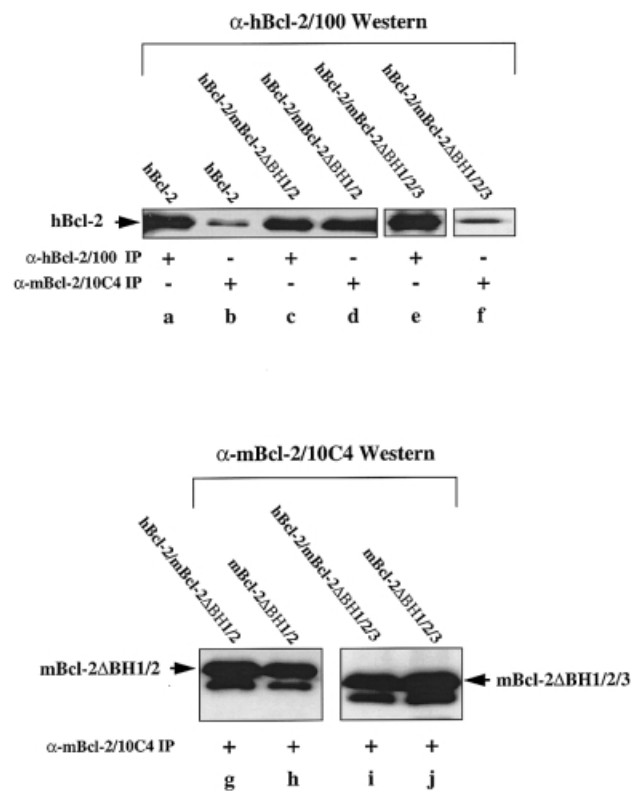 α-hBcl-2/100 Western
hBcl-2
hBcl-2
hBcl-2/mBcl-2ΔBH1/2
hBcl-2/mBcl-2ΔBH1/2
hBcl-2/mBcl-2ΔBH1/2/3
hBcl-2/mBcl-2ΔBH1/2/3
hBcl-2
α-hBcl-2/100 IP + - + - + -
α-mBcl-2/10C4 IP - + - + - +
a b c d e f
α-mBcl-2/10C4 Western
hBcl-2/mBcl-2ΔBH1/2
mBcl-2ΔBH1/2
hBcl-2/mBcl-2ΔBH1/2/3
mBcl-2ΔBH1/2/3
mBcl-2ΔBH1/2
mBcl-2ΔBH1/2/3
α-mBcl-2/10C4 IP + + + +
g h i j